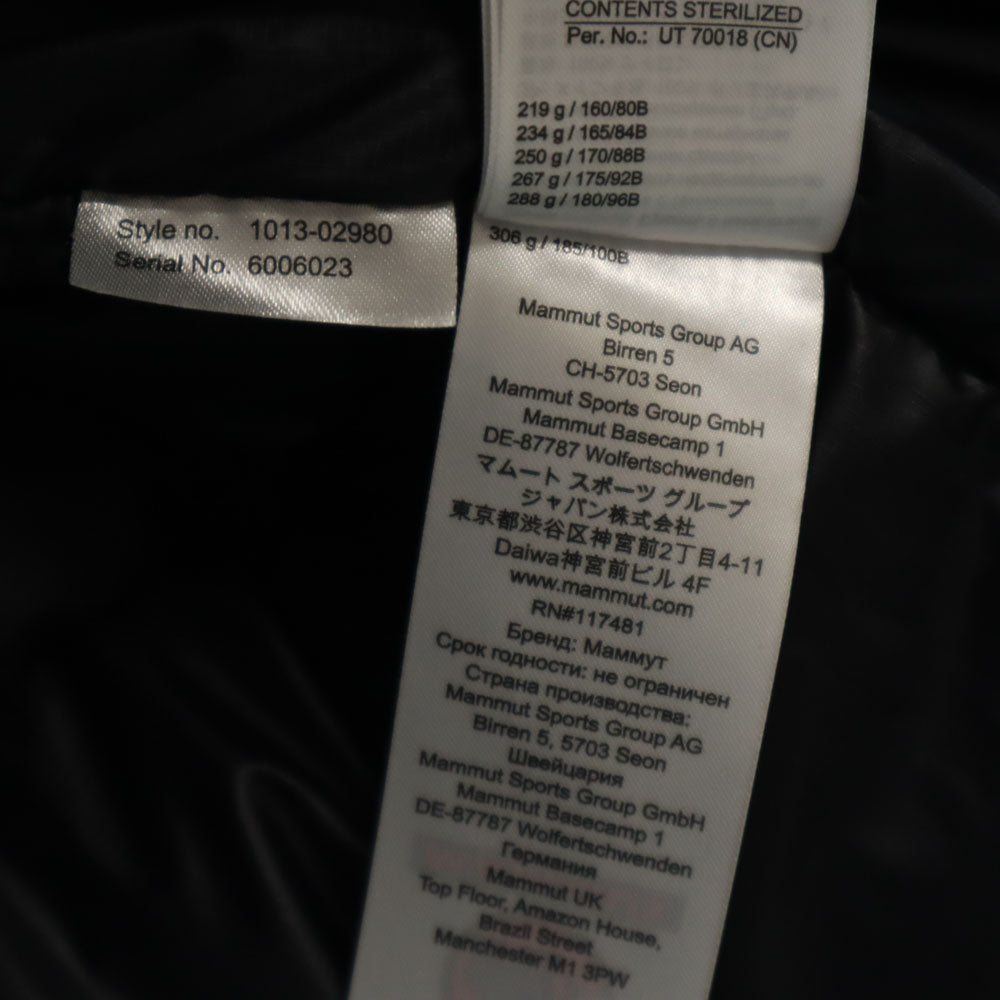 CONTENTS STERILIZED
Per. No.: UT 70018 (CN)
219 g / 160/80B
234 g / 165/84B
250 g / 170/88B
267 g / 175/92B
288 g / 180/96B
306 g / 185/100B
Style no. 1013-02980
Serial No. 6006023
Mammut Sports Group AG
Birren 5
CH-5703 Seon
Mammut Sports Group GmbH
Mammut Basecamp 1
DE-87787 Wolfertschwenden
マムート スポーツ グループ
ジャパン株式会社
東京都渋谷区神宮前2丁目4-11
Daiwa神宮前ビル 4F
www.mammut.com
RN#117481
Бренд: Маммут
Срок годности: не ограничен
Страна производства:
Mammut Sports Group AG
Birren 5, 5703 Seon
Швейцария
Mammut Sports Group GmbH
Mammut Basecamp 1
DE-87787 Wolfertschwenden
Германия
Mammut UK
Top Floor, Amazon House,
Brazil Street
Manchester M1 3PW